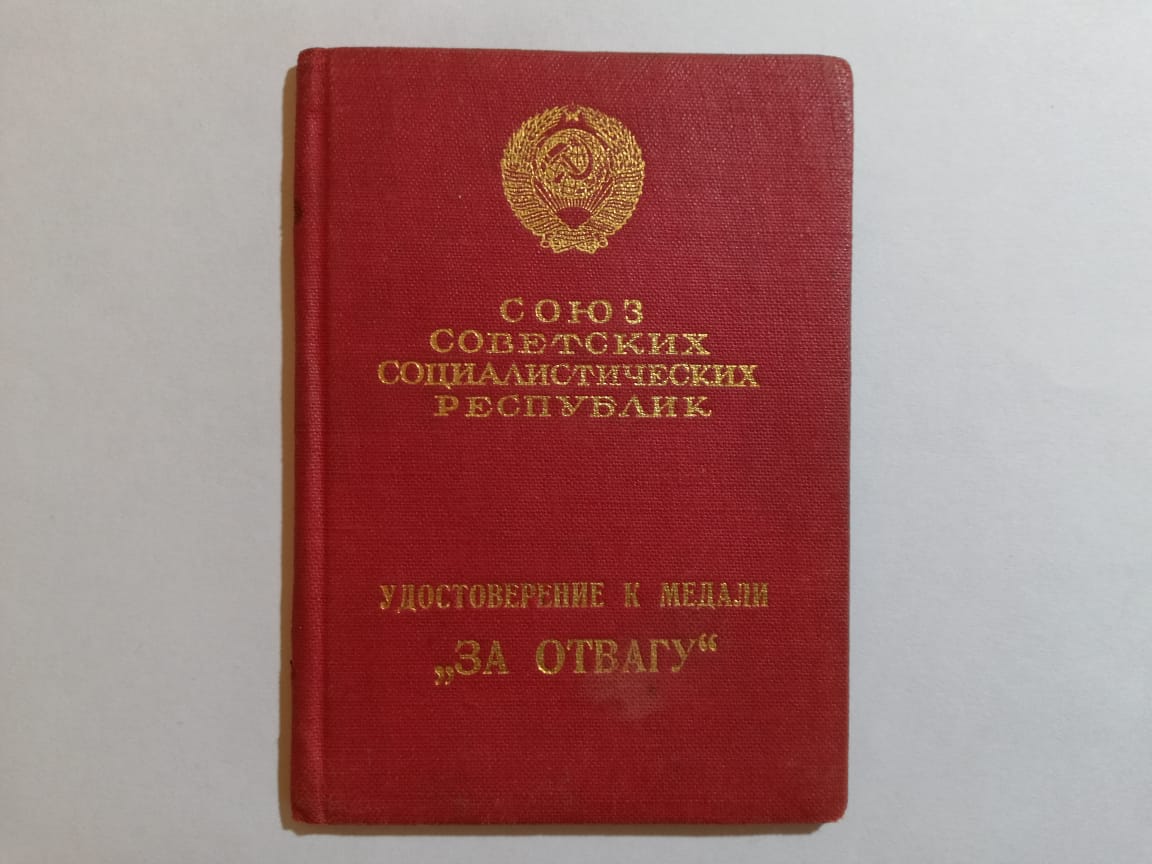 СОЮЗ
СОВЕТСКИХ
СОЦИАЛИСТИЧЕСКИХ
РЕСПУБЛИК
УДОСТОВЕРЕНИЕ К МЕДАЛИ
„ЗА ОТВАГУ“